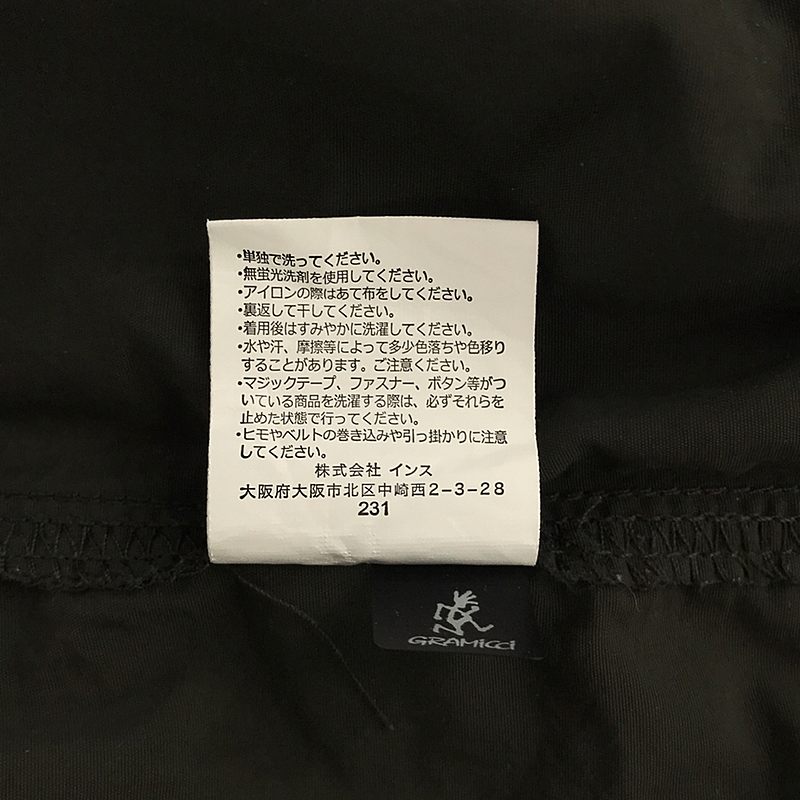 ・単独で洗ってください。
・無蛍光洗剤を使用してください。
・アイロンの際はあて布をしてください。
・裏返して干してください。
・着用後はすみやかに洗濯してください。
・水や汗、摩擦等によって多少色落ちや色移り
することがあります。ご注意ください。
・マジックテープ、ファスナー、ボタン等がつ
いている商品を洗濯する際は、必ずそれらを
止めた状態で行ってください。
・ヒモやベルトの巻き込みや引っ掛かりに注意
してください。
株式会社 インス
大阪府大阪市北区中崎西2-3-28
231
GRAMiCCi